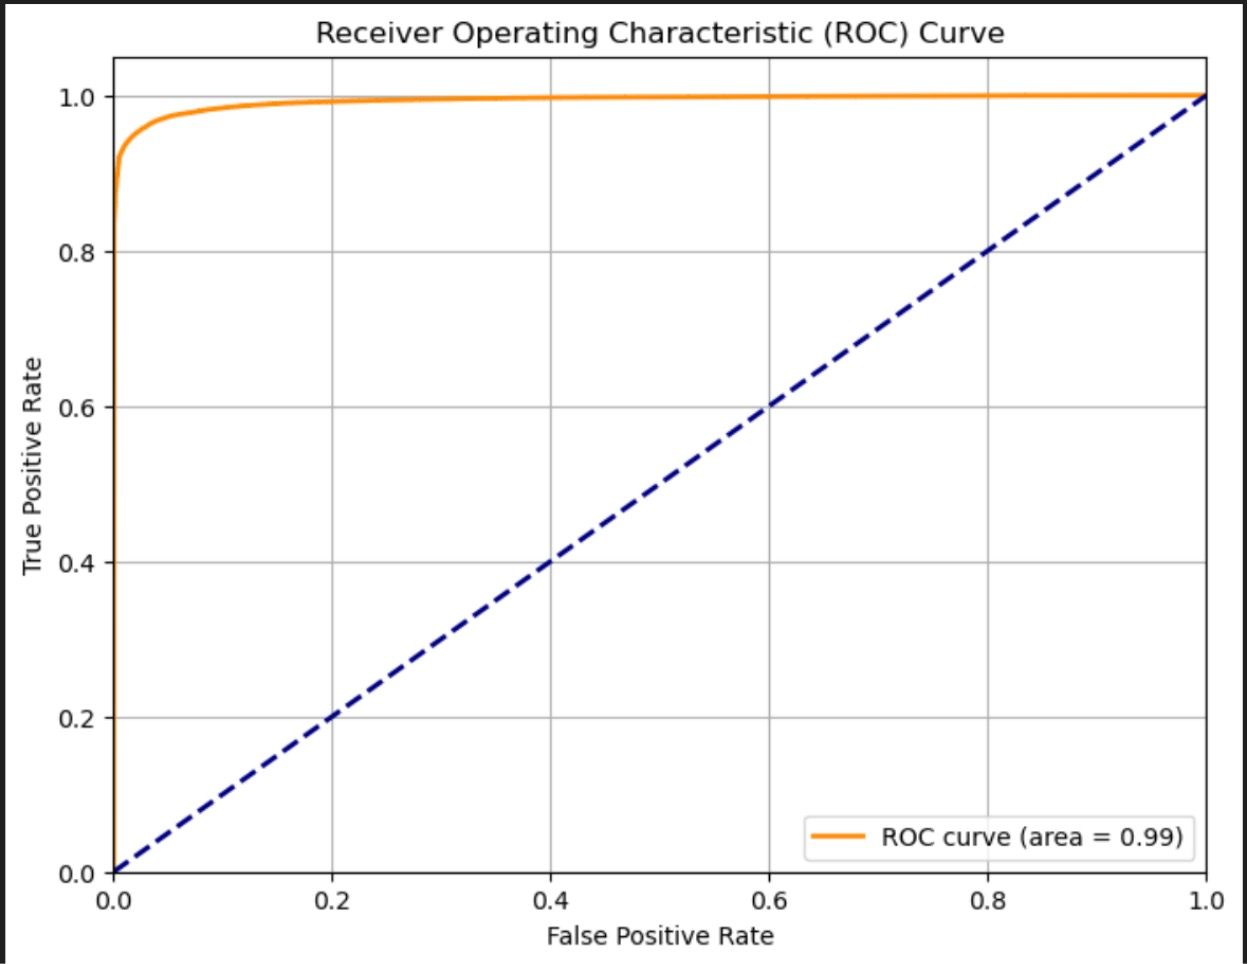 Receiver Operating Characteristic (ROC) Curve
1.0
0.8
0.6
0.4
0.2
0.0
True Positive Rate
ROC curve (area = 0.99)
0.0 0.2 0.4 0.6 0.8 1.0
False Positive Rate